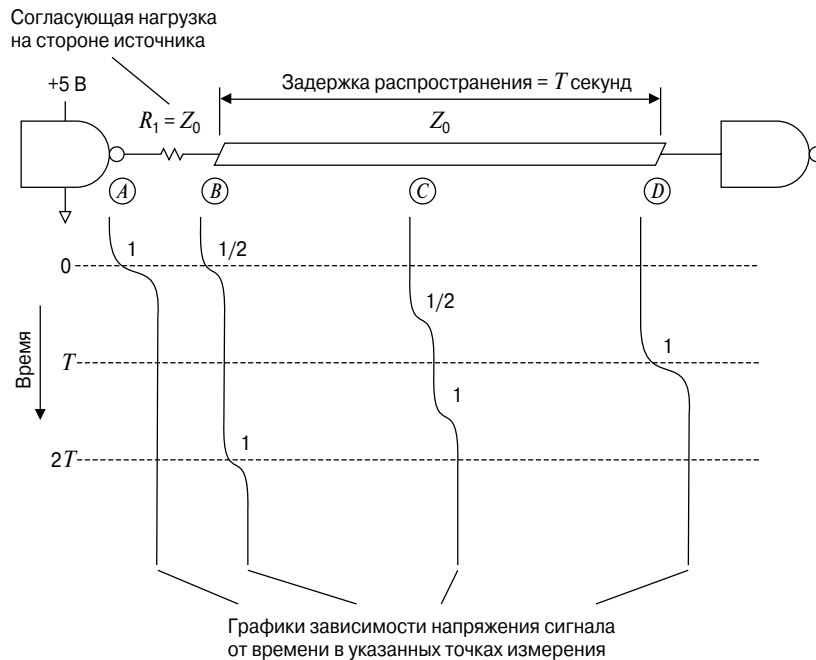 Согласующая нагрузка
на стороне источника
+5 В
Задержка распространения = T секунд
R₁ = Z₀
Z₀
A
B
C
D
1
1/2
0
1/2
Время
T
1
1
1
2T
Графики зависимости напряжения сигнала
от времени в указанных точках измерения